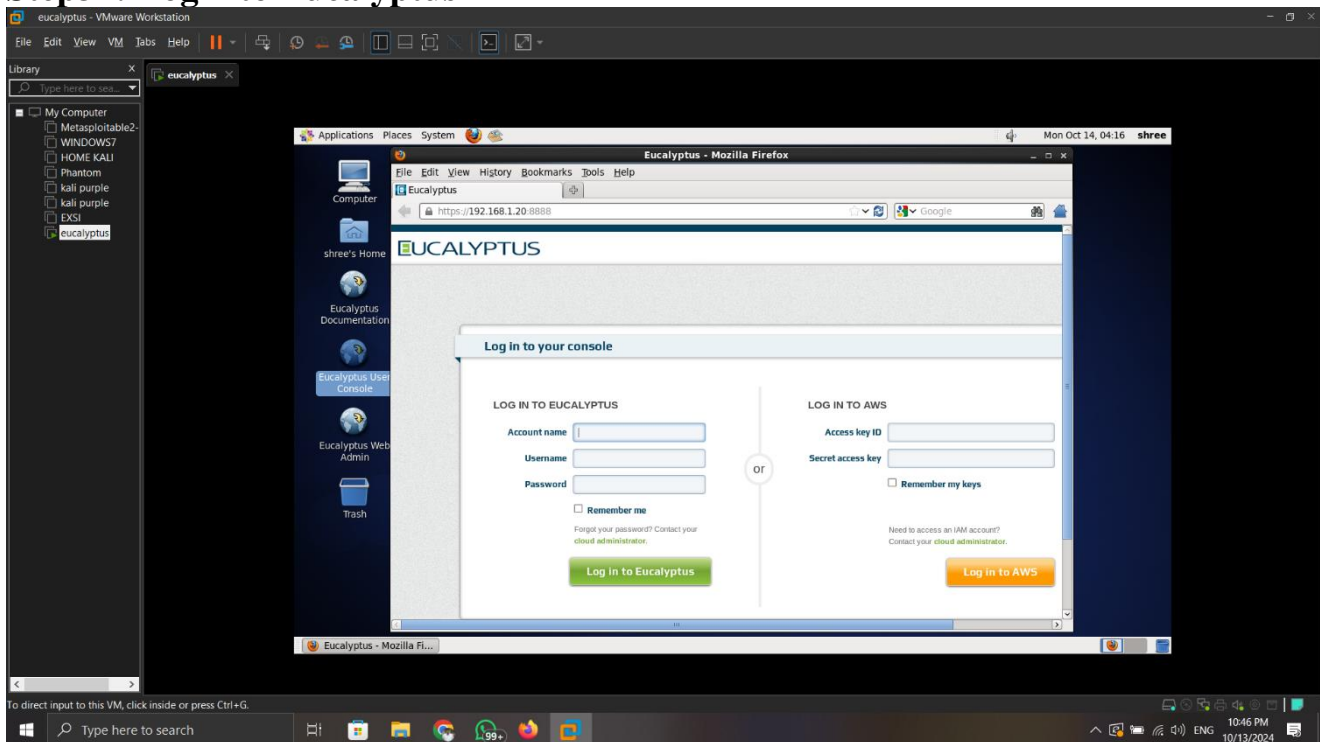 eucalyptus - VMware Workstation
File Edit View VM Tabs Help
Library X
eucalyptus X
Type here to sea...
My Computer
Metasploitable2-
WINDOWS7
HOME KALI
Phantom
kali purple
kali purple
EXSI
eucalyptus
Applications Places System
Mon Oct 14, 04:16 shree
Eucalyptus - Mozilla Firefox
File Edit View History Bookmarks Tools Help
Eucalyptus
https://192.168.1.20:8888
Google
Computer
shree's Home
Eucalyptus
Documentation
Eucalyptus User
Console
Eucalyptus Web
Admin
Trash
EUCALYPTUS
Log in to your console
LOG IN TO EUCALYPTUS
Account name
Username
Password
Remember me
Forgot your password? Contact your
cloud administrator.
Log in to Eucalyptus
or
LOG IN TO AWS
Access key ID
Secret access key
Remember my keys
Need to access an IAM account?
Contact your cloud administrator.
Log in to AWS
Eucalyptus - Mozilla Fi...
To direct input to this VM, click inside or press Ctrl+G.
Type here to search
99+
ENG
10:46 PM
10/13/2024